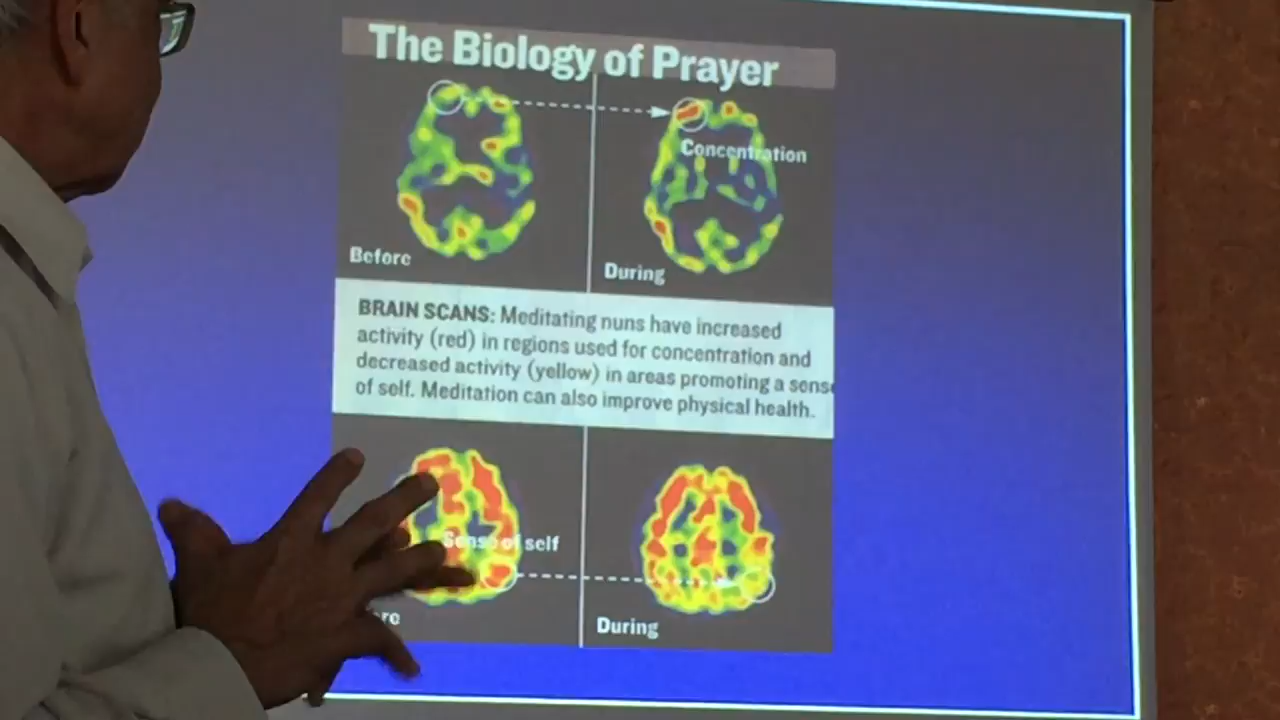 The Biology of Prayer
Concentration
Before
During
BRAIN SCANS: Meditating nuns have increased
activity (red) in regions used for concentration and
decreased activity (yellow) in areas promoting a sense
of self. Meditation can also improve physical health.
Sense of self
During